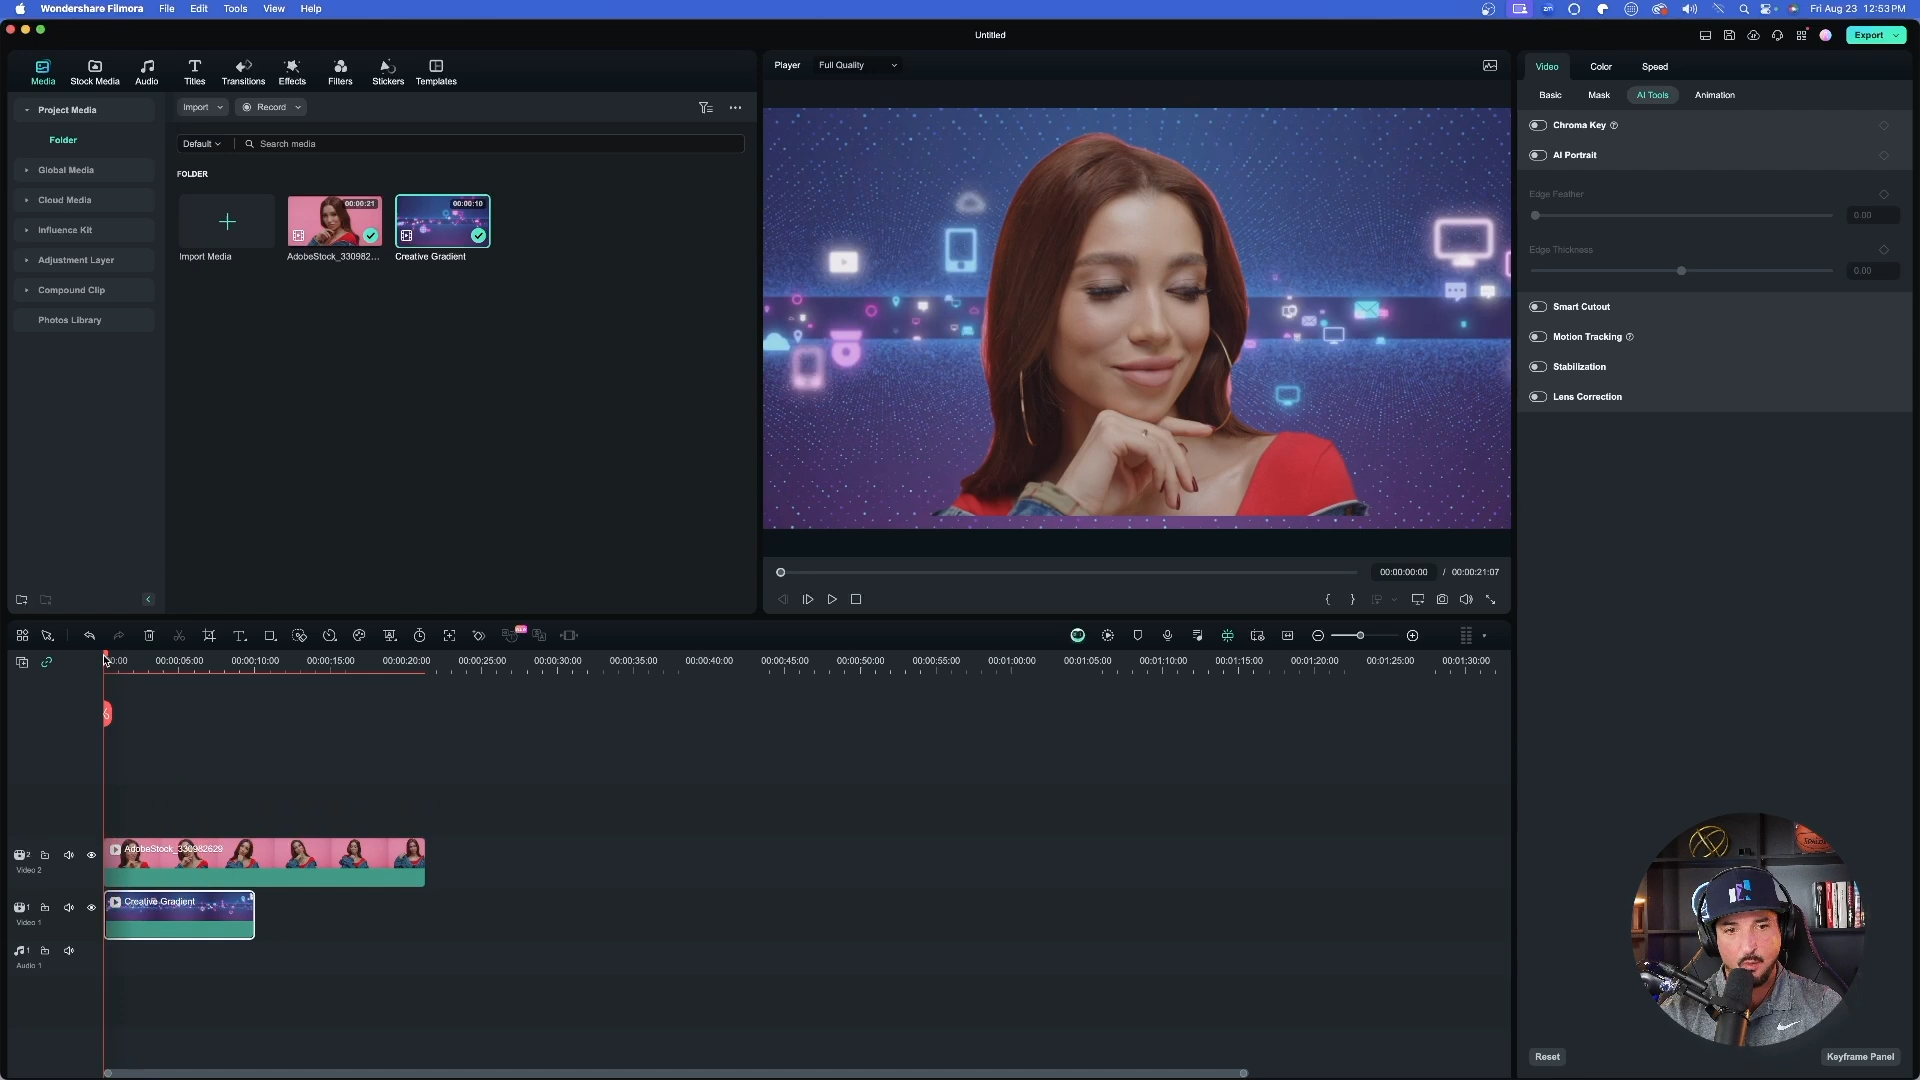 Wondershare Filmora File Edit Tools View Help
Fri Aug 23 12:53 PM
Untitled
Export
Media Stock Media Audio Titles Transitions Effects Filters Stickers Templates
Project Media
Folder
Global Media
Cloud Media
Influence Kit
Adjustment Layer
Compound Clip
Photos Library
Import Record
Default Search media
FOLDER
00:00:21
00:00:10
Import Media AdobeStock_330982... Creative Gradient
Player Full Quality
00:00:00:00 / 00:00:21:07
Video Color Speed
Basic Mask AI Tools Animation
Chroma Key
AI Portrait
Edge Feather
0.00
Edge Thickness
0.00
Smart Cutout
Motion Tracking
Stabilization
Lens Correction
:00:00 00:00:05:00 00:00:10:00 00:00:15:00 00:00:20:00 00:00:25:00 00:00:30:00 00:00:35:00 00:00:40:00 00:00:45:00 00:00:50:00 00:00:55:00 00:01:00:00 00:01:05:00 00:01:10:00 00:01:15:00 00:01:20:00 00:01:25:00 00:01:30:00
2
Video 2
AdobeStock_330982629
1
Video 1
Creative Gradient
1
Audio 1
Reset Keyframe Panel